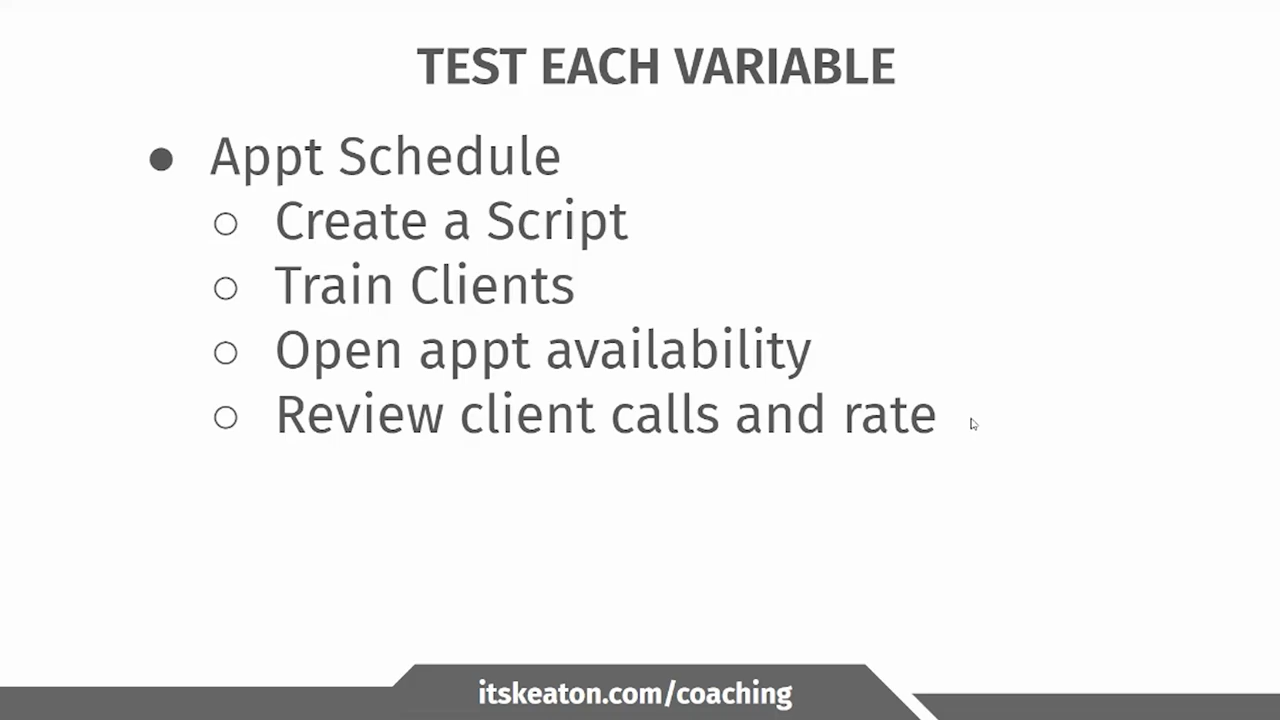 TEST EACH VARIABLE
● Appt Schedule
○ Create a Script
○ Train Clients
○ Open appt availability
○ Review client calls and rate
itskeaton.com/coaching